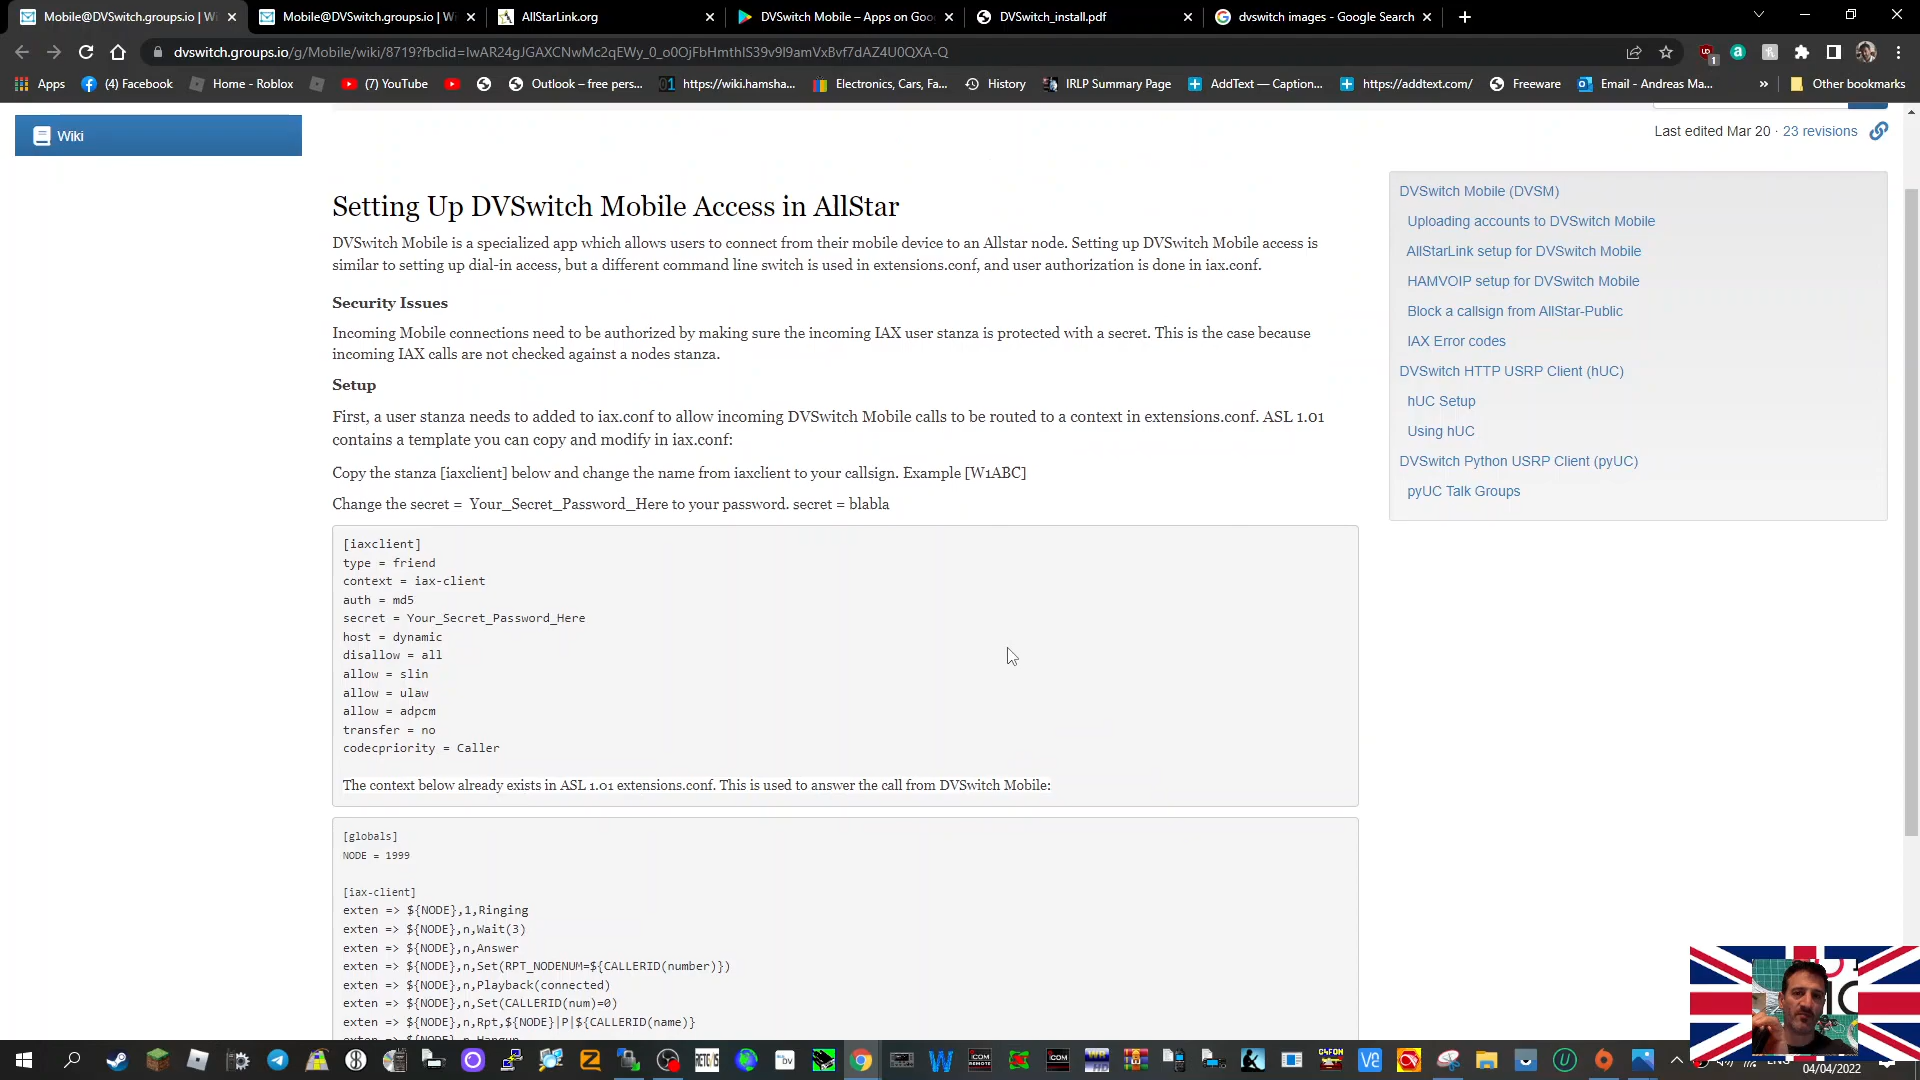 Mobile@DVSwitch.groups.io | Wi
Mobile@DVSwitch.groups.io | Wi
AllStarLink.org
DVSwitch Mobile – Apps on Goo
DVSwitch_install.pdf
dvswitch images - Google Search
dvswitch.groups.io/g/Mobile/wiki/8719?fbclid=IwAR24gJGAXCNwMc2qEWy_0_o0OjFbHmthlS39v9l9amVxBvf7dAZ4U0QXA-Q
Apps
(4) Facebook
Home - Roblox
(7) YouTube
Outlook – free pers...
https://wiki.hamsha...
Electronics, Cars, Fa...
History
IRLP Summary Page
AddText — Caption...
https://addtext.com/
Freeware
Email - Andreas Ma...
»
Other bookmarks
Wiki
Last edited Mar 20 · 23 revisions
Setting Up DVSwitch Mobile Access in AllStar
DVSwitch Mobile is a specialized app which allows users to connect from their mobile device to an Allstar node. Setting up DVSwitch Mobile access is
similar to setting up dial-in access, but a different command line switch is used in extensions.conf, and user authorization is done in iax.conf.
Security Issues
Incoming Mobile connections need to be authorized by making sure the incoming IAX user stanza is protected with a secret. This is the case because
incoming IAX calls are not checked against a nodes stanza.
Setup
First, a user stanza needs to added to iax.conf to allow incoming DVSwitch Mobile calls to be routed to a context in extensions.conf. ASL 1.01
contains a template you can copy and modify in iax.conf:
Copy the stanza [iaxclient] below and change the name from iaxclient to your callsign. Example [W1ABC]
Change the secret = Your_Secret_Password_Here to your password. secret = blabla
[iaxclient]
type = friend
context = iax-client
auth = md5
secret = Your_Secret_Password_Here
host = dynamic
disallow = all
allow = slin
allow = ulaw
allow = adpcm
transfer = no
codecpriority = Caller
The context below already exists in ASL 1.01 extensions.conf. This is used to answer the call from DVSwitch Mobile:
[globals]
NODE = 1999
[iax-client]
exten => ${NODE},1,Ringing
exten => ${NODE},n,Wait(3)
exten => ${NODE},n,Answer
exten => ${NODE},n,Set(RPT_NODENUM=${CALLERID(number)})
exten => ${NODE},n,Playback(connected)
exten => ${NODE},n,Set(CALLERID(num)=0)
exten => ${NODE},n,Rpt,${NODE}|P|${CALLERID(name)}
exten => ${NODE},n,Hangup
DVSwitch Mobile (DVSM)
Uploading accounts to DVSwitch Mobile
AllStarLink setup for DVSwitch Mobile
HAMVOIP setup for DVSwitch Mobile
Block a callsign from AllStar-Public
IAX Error codes
DVSwitch HTTP USRP Client (hUC)
hUC Setup
Using hUC
DVSwitch Python USRP Client (pyUC)
pyUC Talk Groups
04/04/2022